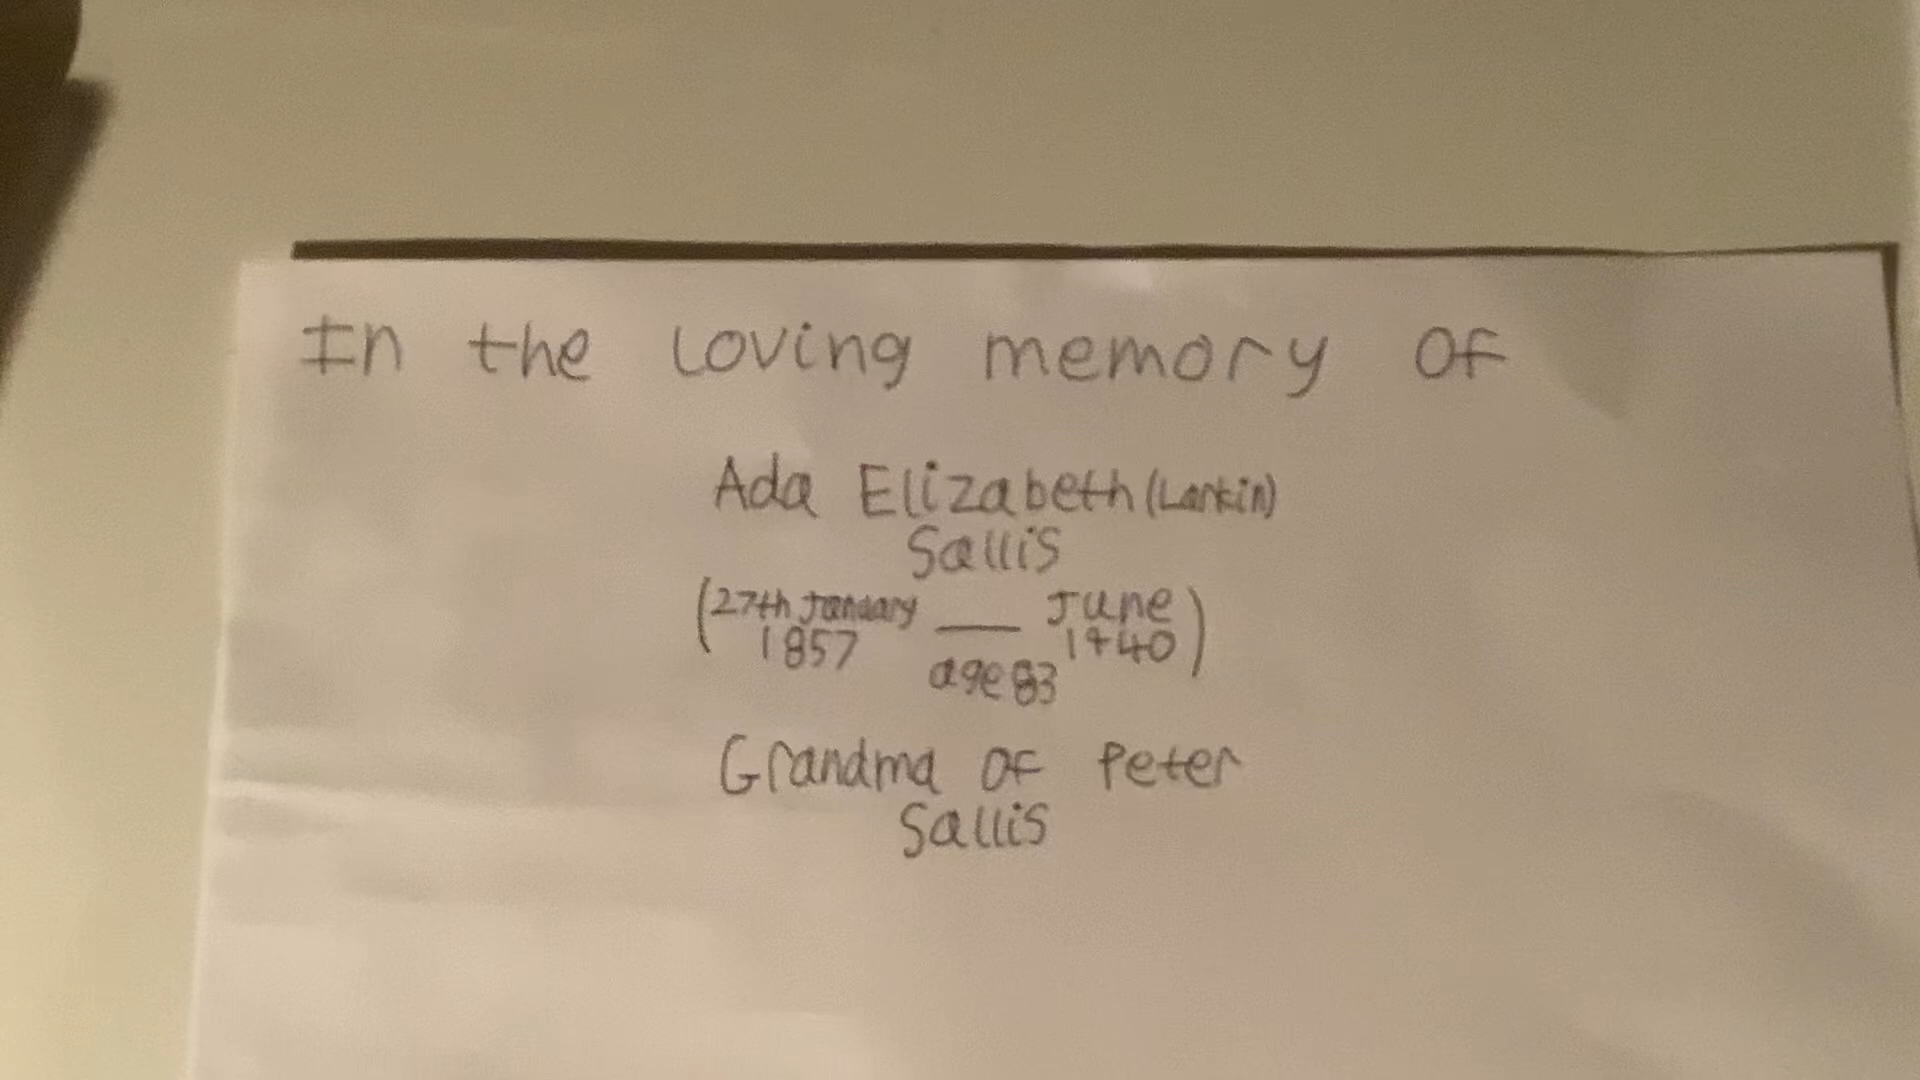 In the loving memory of
Ada Elizabeth (Larkin)
Sallis
(27th January — June)
1857 1940
age 83
Grandma of Peter
Sallis